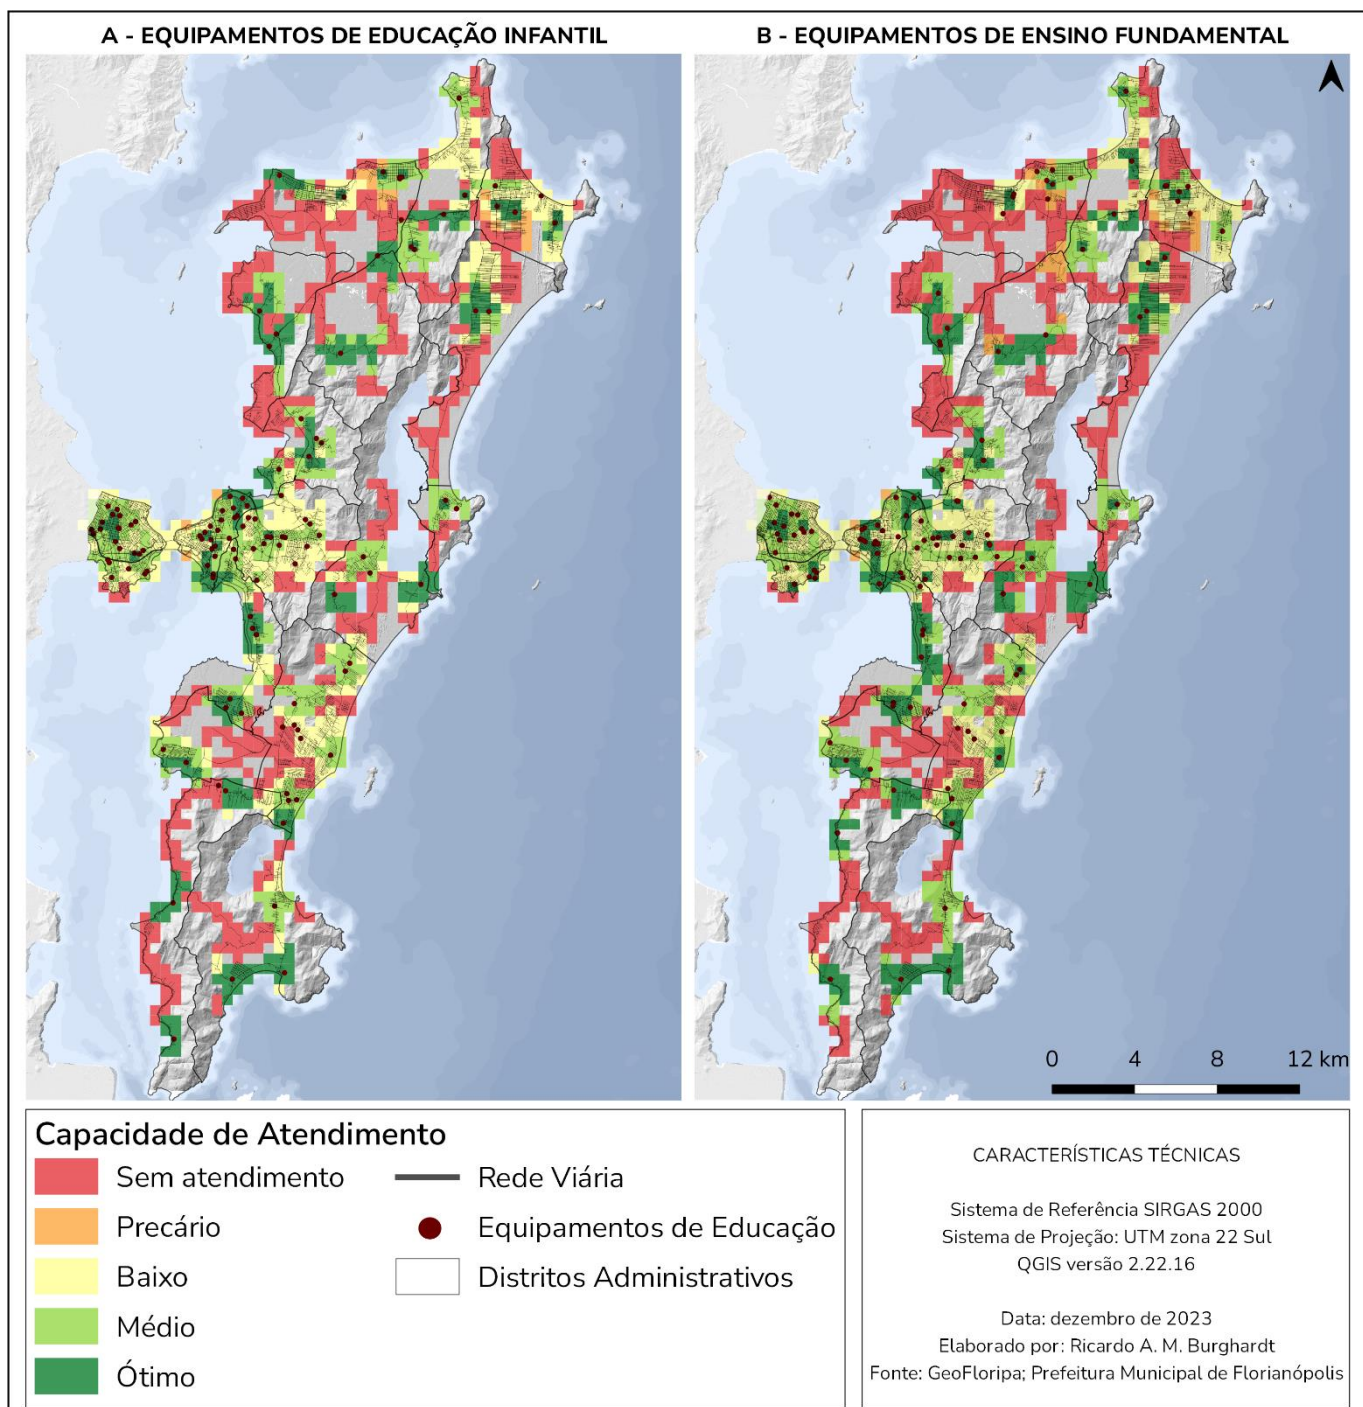 A - EQUIPAMENTOS DE EDUCAÇÃO INFANTIL
B - EQUIPAMENTOS DE ENSINO FUNDAMENTAL
0 4 8 12 km
Capacidade de Atendimento
Sem atendimento
Precário
Baixo
Médio
Ótimo
Rede Viária
Equipamentos de Educação
Distritos Administrativos
CARACTERÍSTICAS TÉCNICAS
Sistema de Referência SIRGAS 2000
Sistema de Projeção: UTM zona 22 Sul
QGIS versão 2.22.16
Data: dezembro de 2023
Elaborado por: Ricardo A. M. Burghardt
Fonte: GeoFloripa; Prefeitura Municipal de Florianópolis